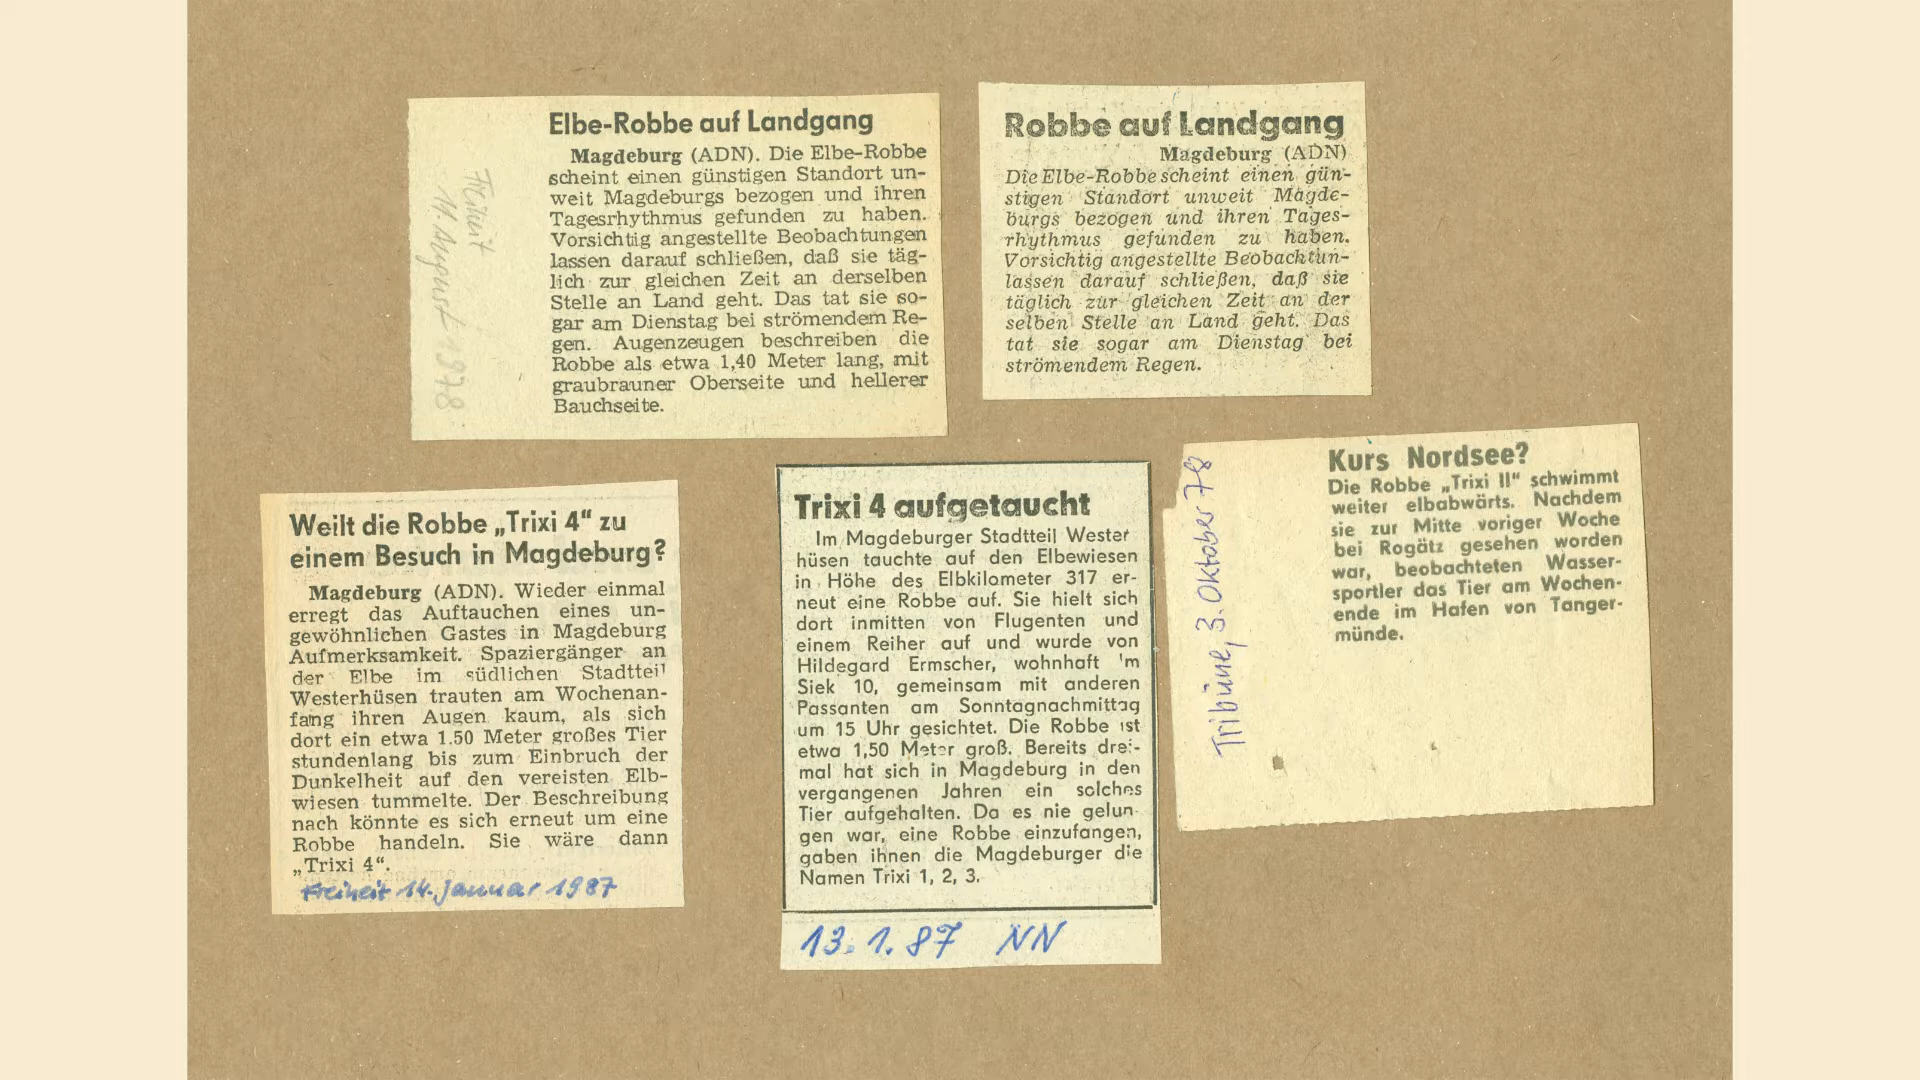 Elbe-Robbe auf Landgang
Magdeburg (ADN). Die Elbe-Robbe
scheint einen günstigen Standort un-
weit Magdeburgs bezogen und ihren
Tagesrhythmus gefunden zu haben.
Vorsichtig angestellte Beobachtungen
lassen darauf schließen, daß sie täg-
lich zur gleichen Zeit an derselben
Stelle an Land geht. Das tat sie so-
gar am Dienstag bei strömendem Re-
gen. Augenzeugen beschreiben die
Robbe als etwa 1,40 Meter lang, mit
graubrauner Oberseite und hellerer
Bauchseite.
Freiheit
11. August 1978
Robbe auf Landgang
Magdeburg (ADN)
Die Elbe-Robbe scheint einen gün-
stigen Standort unweit Magde-
burgs bezogen und ihren Tages-
rhythmus gefunden zu haben.
Vorsichtig angestellte Beobachtun-
lassen darauf schließen, daß sie
täglich zur gleichen Zeit an der
selben Stelle an Land geht. Das
tat sie sogar am Dienstag bei
strömendem Regen.
Weilt die Robbe „Trixi 4“ zu
einem Besuch in Magdeburg?
Magdeburg (ADN). Wieder einmal
erregt das Auftauchen eines un-
gewöhnlichen Gastes in Magdeburg
Aufmerksamkeit. Spaziergänger an
der Elbe im südlichen Stadtteil
Westerhüsen trauten am Wochenan-
fang ihren Augen kaum, als sich
dort ein etwa 1.50 Meter großes Tier
stundenlang bis zum Einbruch der
Dunkelheit auf den vereisten Elb-
wiesen tummelte. Der Beschreibung
nach könnte es sich erneut um eine
Robbe handeln. Sie wäre dann
„Trixi 4“.
Freiheit 14. Januar 1987
Trixi 4 aufgetaucht
Im Magdeburger Stadtteil Wester
hüsen tauchte auf den Elbewiesen
in Höhe des Elbkilometer 317 er-
neut eine Robbe auf. Sie hielt sich
dort inmitten von Flugenten und
einem Reiher auf und wurde von
Hildegard Ermscher, wohnhaft 'm
Siek 10, gemeinsam mit anderen
Passanten am Sonntagnachmittag
um 15 Uhr gesichtet. Die Robbe ist
etwa 1,50 Meter groß. Bereits drei-
mal hat sich in Magdeburg in den
vergangenen Jahren ein solches
Tier aufgehalten. Da es nie gelun-
gen war, eine Robbe einzufangen,
gaben ihnen die Magdeburger die
Namen Trixi 1, 2, 3.
13. 1. 87 NN
Kurs Nordsee?
Die Robbe „Trixi II“ schwimmt
weiter elbabwärts. Nachdem
sie zur Mitte voriger Woche
bei Rogätz gesehen worden
war, beobachteten Wasser-
sportler das Tier am Wochen-
ende im Hafen von Tanger-
münde.
Tribüne, 3. Oktober 78